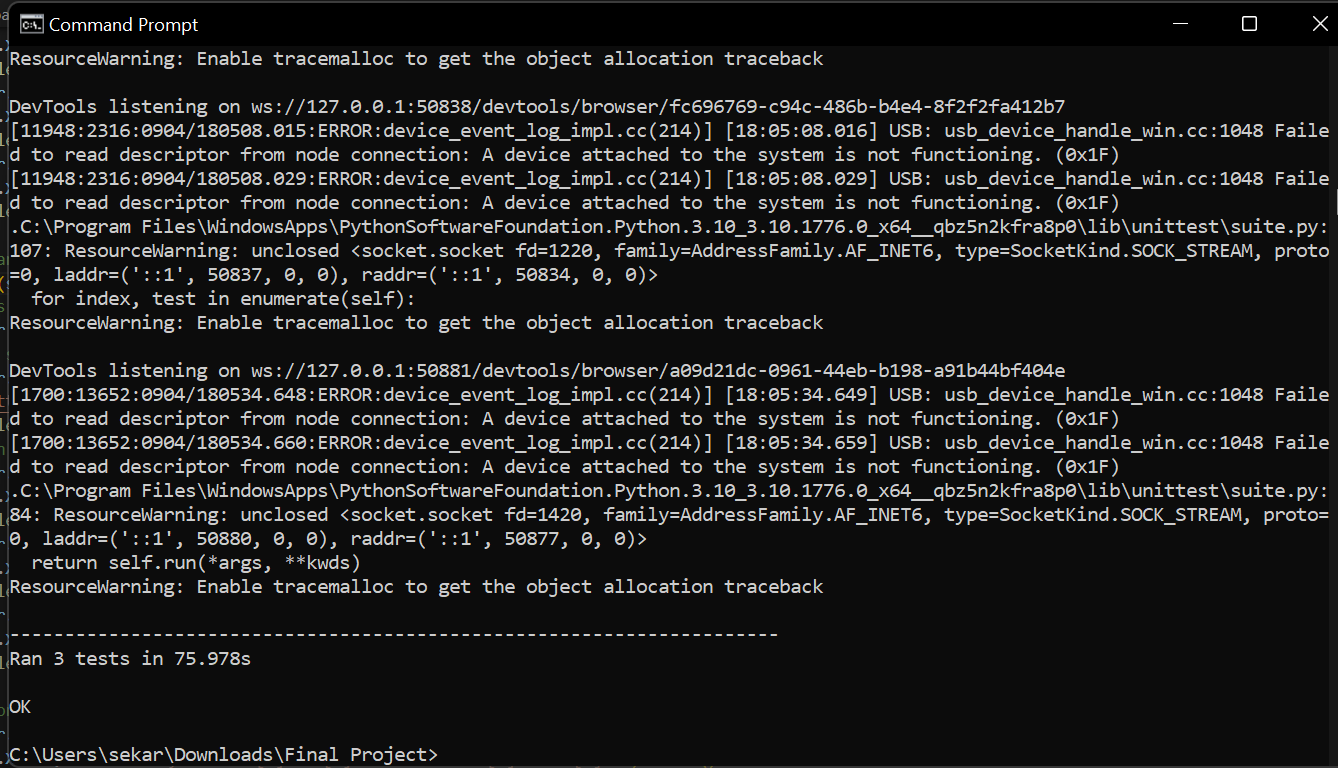 Command Prompt
ResourceWarning: Enable tracemalloc to get the object allocation traceback
DevTools listening on ws://127.0.0.1:50838/devtools/browser/fc696769-c94c-486b-b4e4-8f2f2fa412b7
[11948:2316:0904/180508.015:ERROR:device_event_log_impl.cc(214)] [18:05:08.016] USB: usb_device_handle_win.cc:1048 Faile
d to read descriptor from node connection: A device attached to the system is not functioning. (0x1F)
[11948:2316:0904/180508.029:ERROR:device_event_log_impl.cc(214)] [18:05:08.029] USB: usb_device_handle_win.cc:1048 Faile
d to read descriptor from node connection: A device attached to the system is not functioning. (0x1F)
.C:\Program Files\WindowsApps\PythonSoftwareFoundation.Python.3.10_3.10.1776.0_x64__qbz5n2kfra8p0\lib\unittest\suite.py:
107: ResourceWarning: unclosed <socket.socket fd=1220, family=AddressFamily.AF_INET6, type=SocketKind.SOCK_STREAM, proto
=0, laddr=('::1', 50837, 0, 0), raddr=('::1', 50834, 0, 0)>
  for index, test in enumerate(self):
ResourceWarning: Enable tracemalloc to get the object allocation traceback
DevTools listening on ws://127.0.0.1:50881/devtools/browser/a09d21dc-0961-44eb-b198-a91b44bf404e
[1700:13652:0904/180534.648:ERROR:device_event_log_impl.cc(214)] [18:05:34.649] USB: usb_device_handle_win.cc:1048 Faile
d to read descriptor from node connection: A device attached to the system is not functioning. (0x1F)
[1700:13652:0904/180534.660:ERROR:device_event_log_impl.cc(214)] [18:05:34.659] USB: usb_device_handle_win.cc:1048 Faile
d to read descriptor from node connection: A device attached to the system is not functioning. (0x1F)
.C:\Program Files\WindowsApps\PythonSoftwareFoundation.Python.3.10_3.10.1776.0_x64__qbz5n2kfra8p0\lib\unittest\suite.py:
84: ResourceWarning: unclosed <socket.socket fd=1420, family=AddressFamily.AF_INET6, type=SocketKind.SOCK_STREAM, proto=
0, laddr=('::1', 50880, 0, 0), raddr=('::1', 50877, 0, 0)>
  return self.run(*args, **kwds)
ResourceWarning: Enable tracemalloc to get the object allocation traceback
----------------------------------------------------------------------
Ran 3 tests in 75.978s
OK
C:\Users\sekar\Downloads\Final Project>